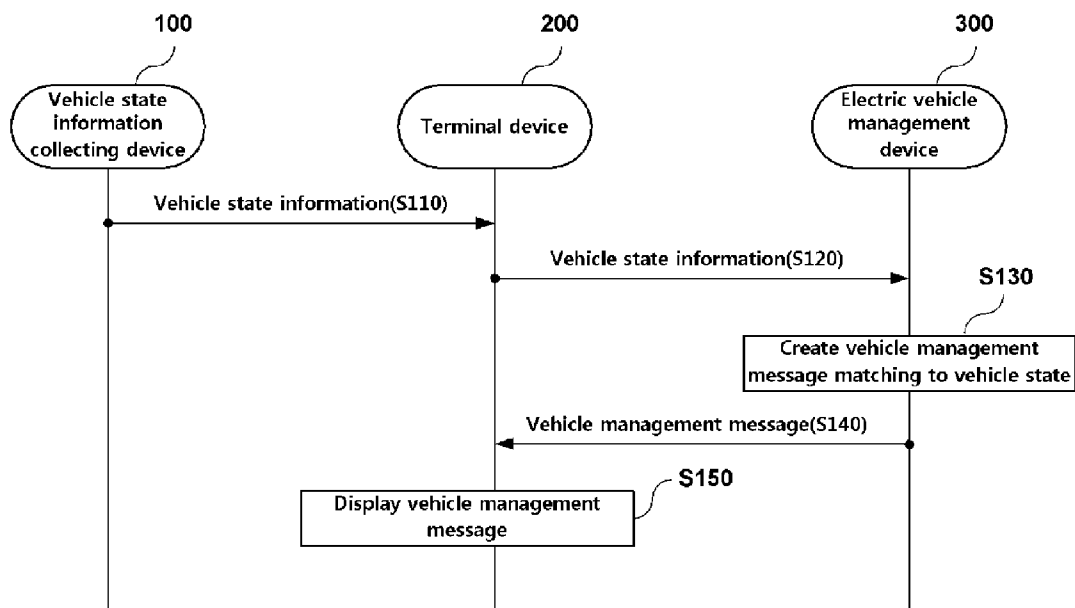 100
200
300
Vehicle state
information
collecting device
Terminal device
Electric vehicle
management
device
Vehicle state information(S110)
Vehicle state information(S120)
S130
Create vehicle management
message matching to vehicle state
Vehicle management message(S140)
S150
Display vehicle management
message